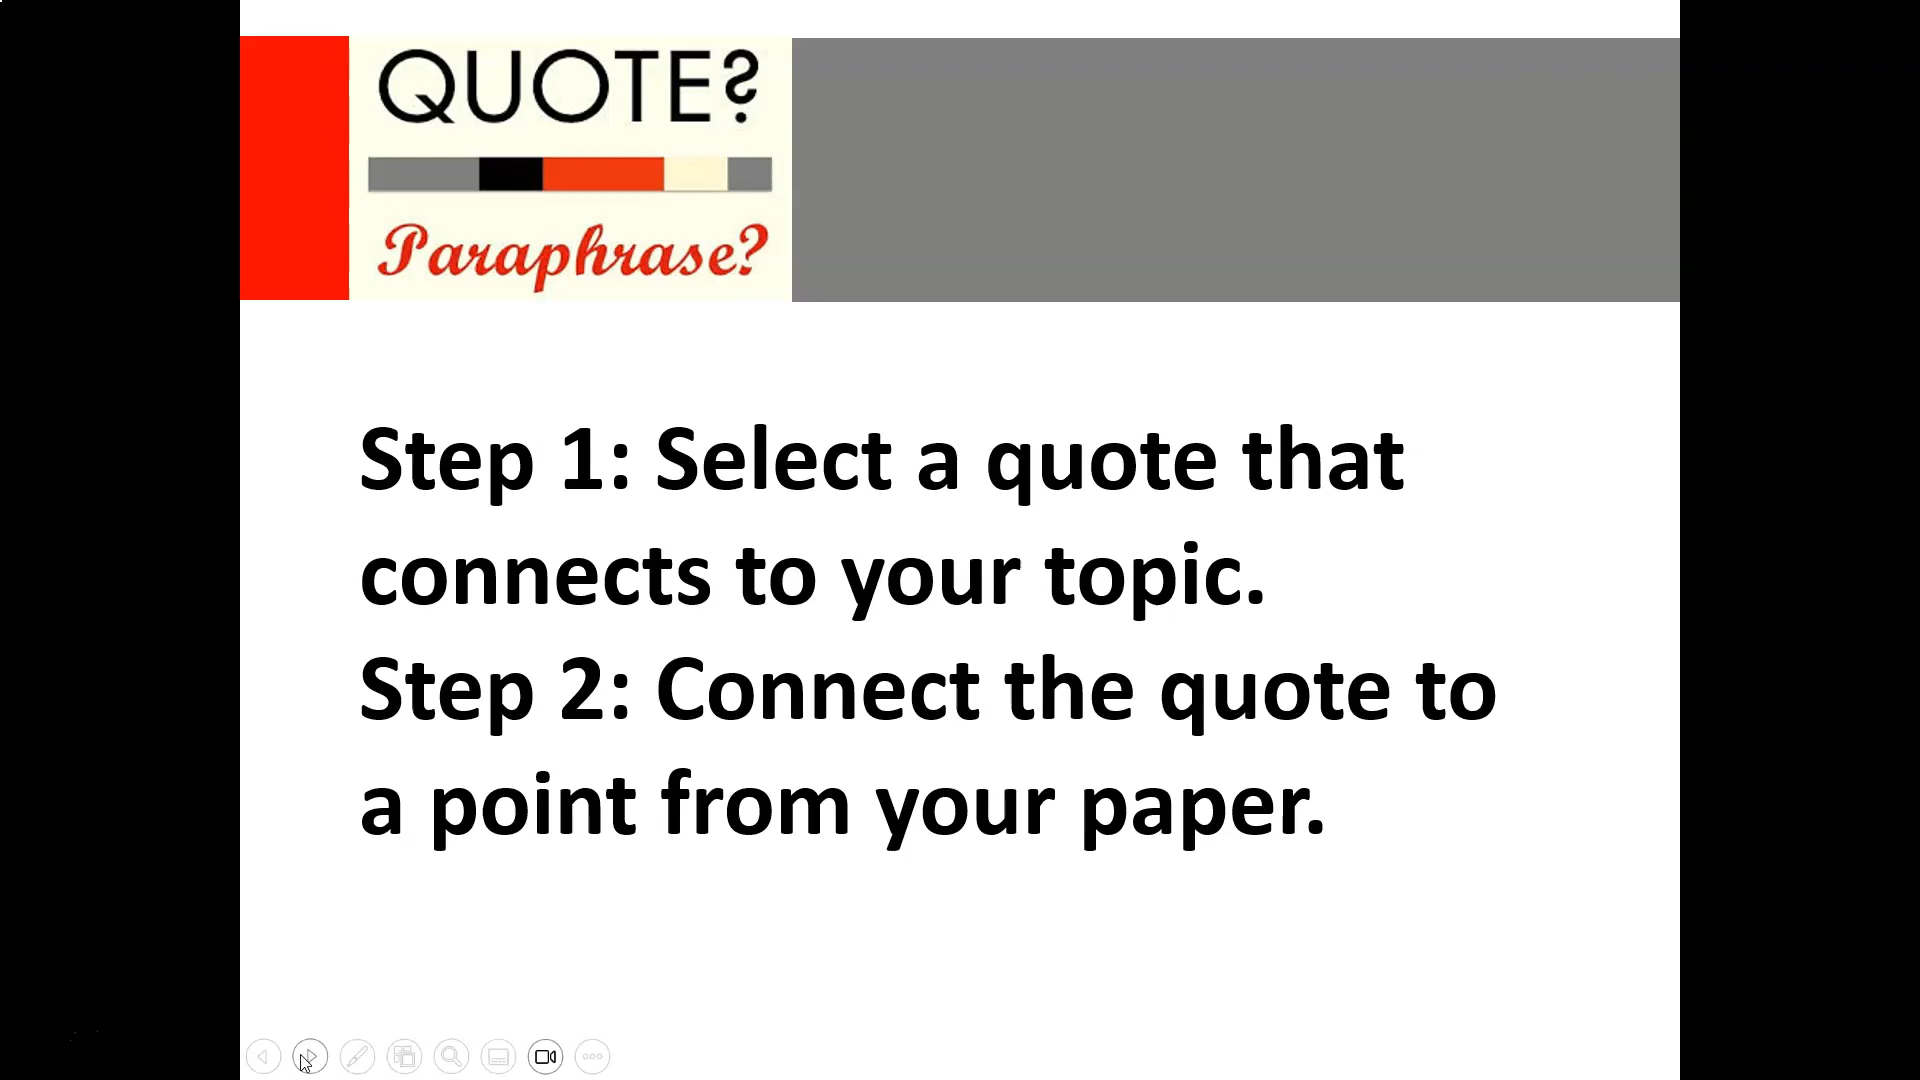 QUOTE?
Paraphrase?
Step 1: Select a quote that
connects to your topic.
Step 2: Connect the quote to
a point from your paper.